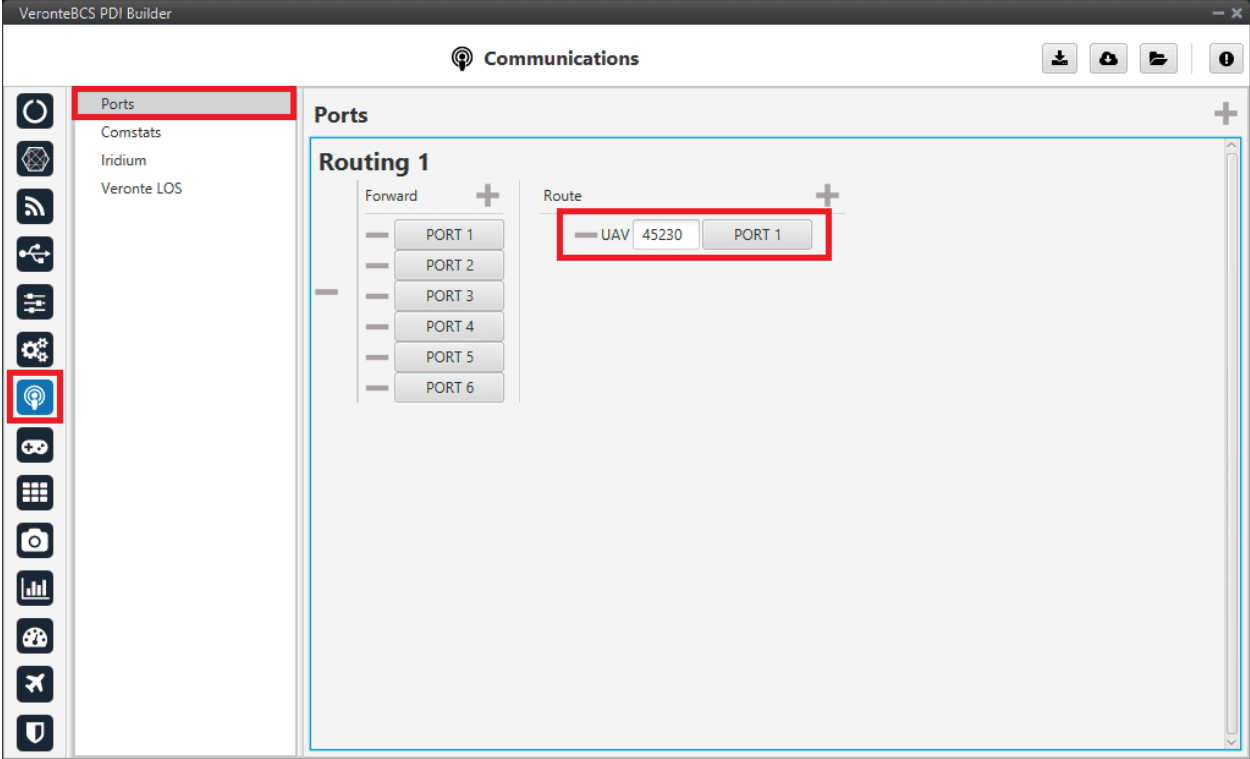 VeronteBCS PDI Builder
Communications
Ports
Comstats
Iridium
Veronte LOS
Ports
Routing 1
Forward
Route
PORT 1
PORT 2
PORT 3
PORT 4
PORT 5
PORT 6
UAV 45230 PORT 1